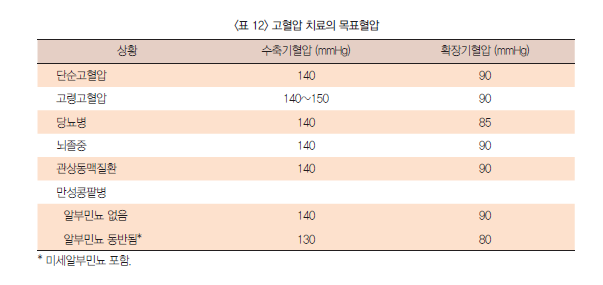 <표 12> 고혈압 치료의 목표혈압
상황 수축기혈압 (mmHg) 확장기혈압 (mmHg)
단순고혈압 140 90
고령고혈압 140~150 90
당뇨병 140 85
뇌졸중 140 90
관상동맥질환 140 90
만성콩팥병
알부민뇨 없음 140 90
알부민뇨 동반됨* 130 80
* 미세알부민뇨 포함.